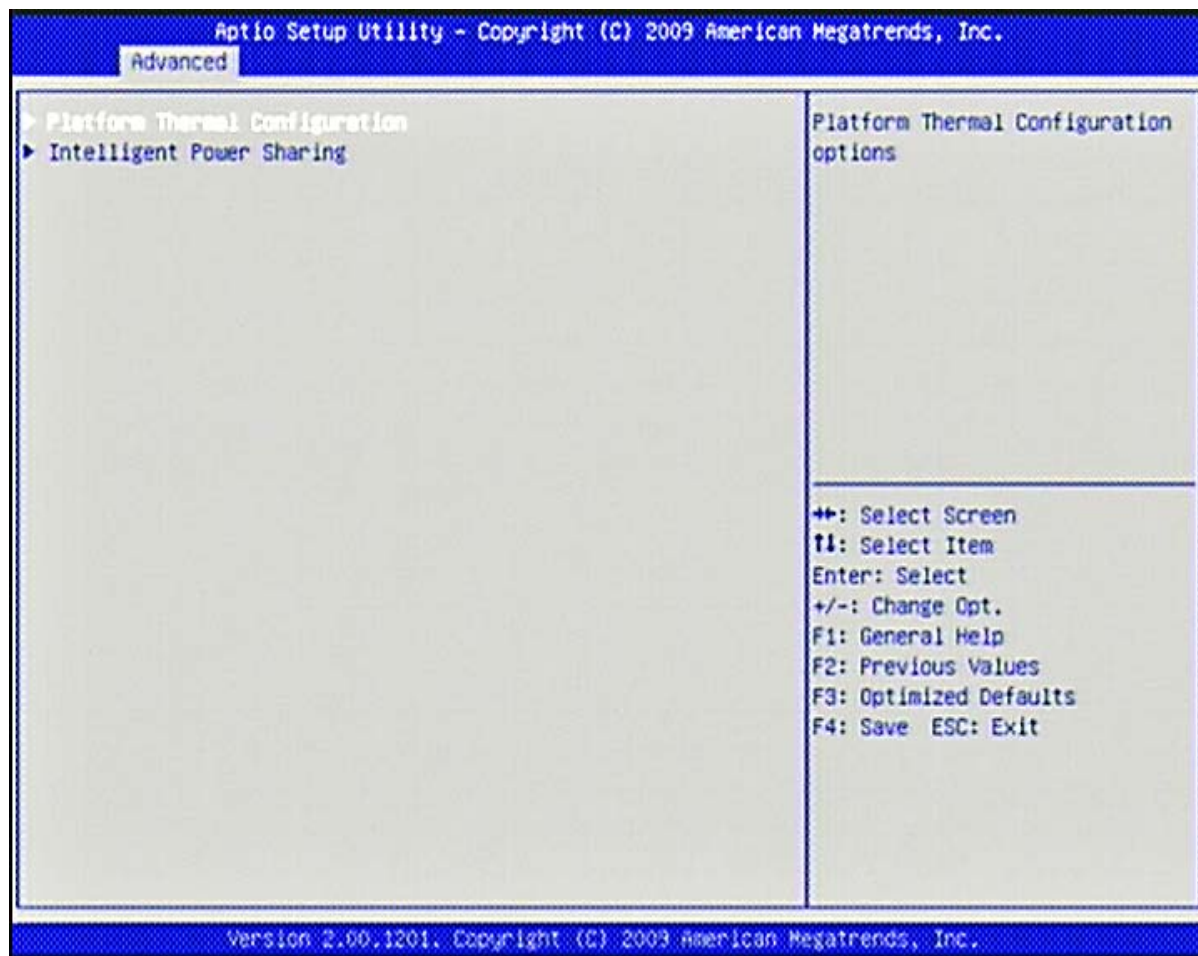 Aptio Setup Utility - Copyright (C) 2009 American Megatrends, Inc.
Advanced
Platform Thermal Configuration
Intelligent Power Sharing
Platform Thermal Configuration
options
: Select Screen
↑↓: Select Item
Enter: Select
+/-: Change Opt.
F1: General Help
F2: Previous Values
F3: Optimized Defaults
F4: Save ESC: Exit
Version 2.00.1201. Copyright (C) 2009 American Megatrends, Inc.